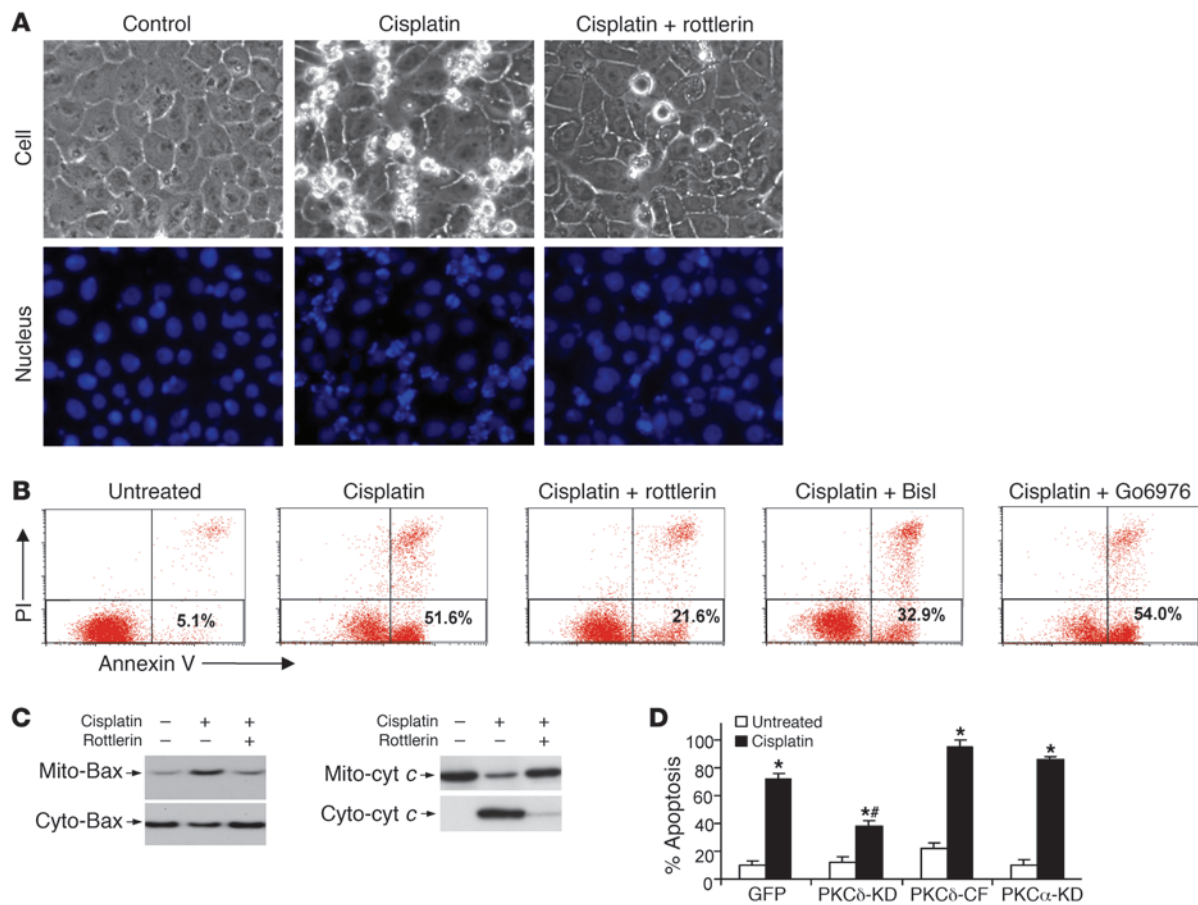 A
Control
Cisplatin
Cisplatin + rottlerin
Cell
Nucleus
B
Untreated
Cisplatin
Cisplatin + rottlerin
Cisplatin + BisI
Cisplatin + Go6976
PI
5.1%
51.6%
21.6%
32.9%
54.0%
Annexin V
C
Cisplatin – + +
Rottlerin +
Mito-Bax
Cyto-Bax
Cisplatin – + +
Rottlerin +
Mito-cyt c
Cyto-cyt c
D
Untreated
Cisplatin
% Apoptosis
100
80
60
40
20
0
*
*#
*
*
GFP
PKCδ-KD
PKCδ-CF
PKCα-KD